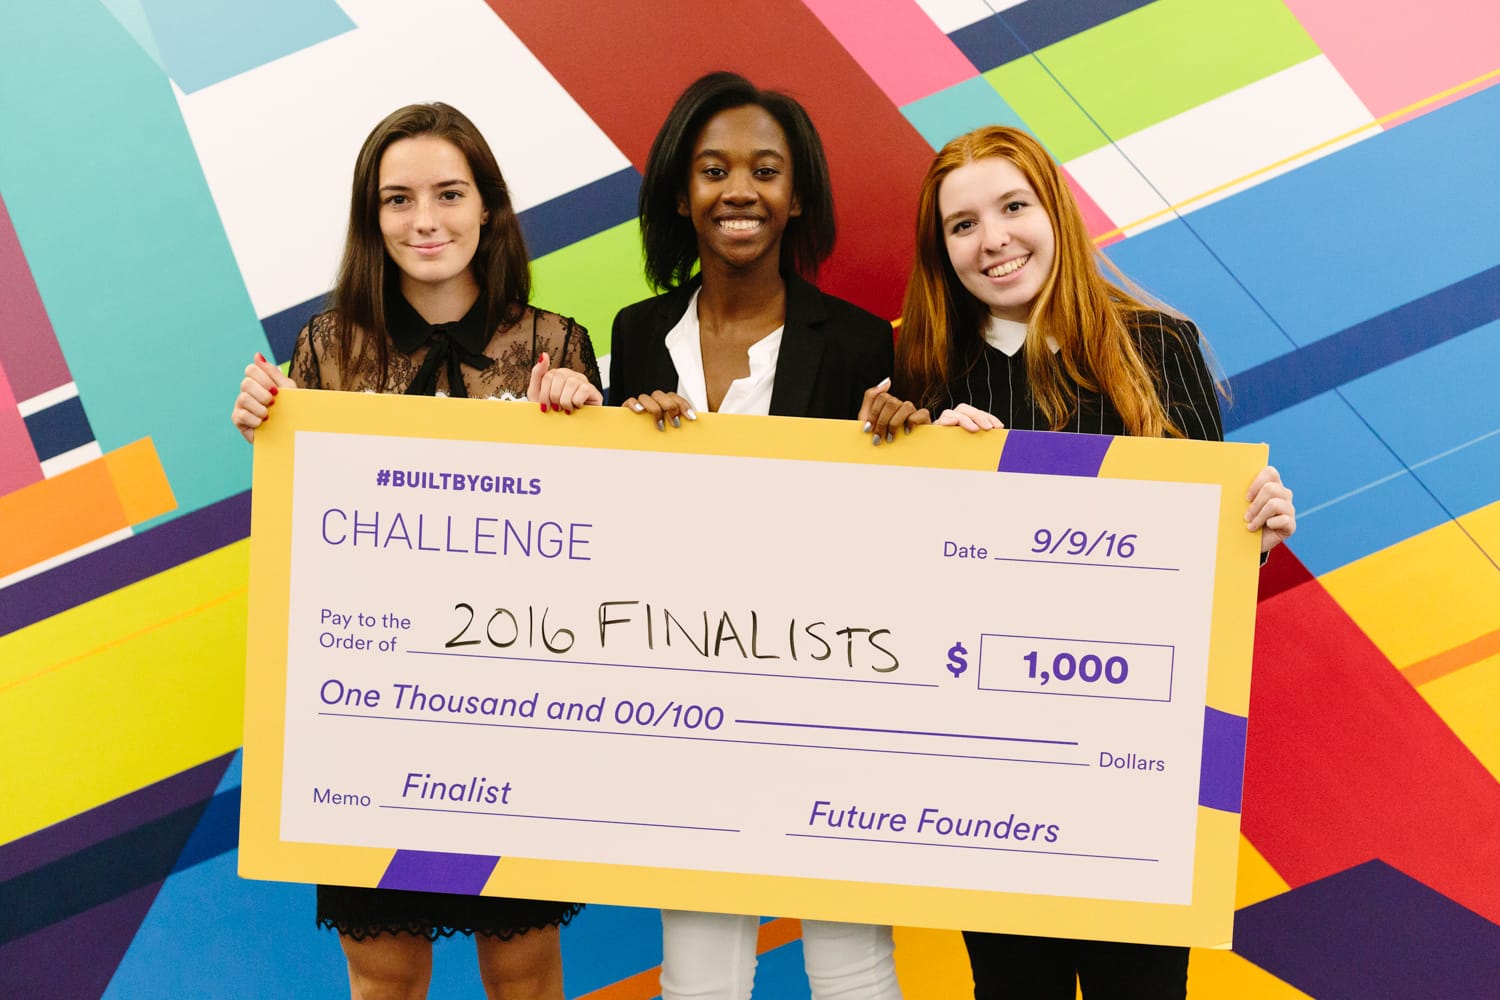 #BUILTBYGIRLS
CHALLENGE
Date 9/9/16
Pay to the
Order of 2016 FINALISTS $ 1,000
One Thousand and 00/100
Dollars
Memo Finalist
Future Founders